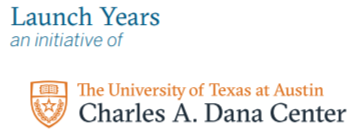 Launch Years
an initiative of
The University of Texas at Austin
Charles A. Dana Center